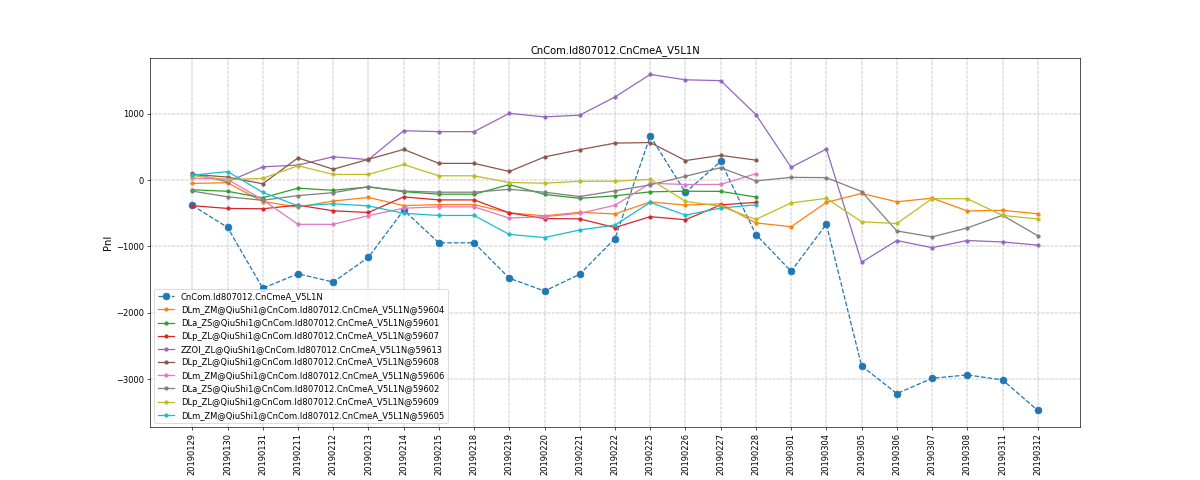 CnCom.Id807012.CnCmeA_V5L1N
1000
0
−1000
−2000
−3000
Pnl
CnCom.Id807012.CnCmeA_V5L1N
DLm_ZM@QiuShi1@CnCom.Id807012.CnCmeA_V5L1N@59604
DLa_ZS@QiuShi1@CnCom.Id807012.CnCmeA_V5L1N@59601
DLp_ZL@QiuShi1@CnCom.Id807012.CnCmeA_V5L1N@59607
ZZOI_ZL@QiuShi1@CnCom.Id807012.CnCmeA_V5L1N@59613
DLp_ZL@QiuShi1@CnCom.Id807012.CnCmeA_V5L1N@59608
DLm_ZM@QiuShi1@CnCom.Id807012.CnCmeA_V5L1N@59606
DLa_ZS@QiuShi1@CnCom.Id807012.CnCmeA_V5L1N@59602
DLp_ZL@QiuShi1@CnCom.Id807012.CnCmeA_V5L1N@59609
DLm_ZM@QiuShi1@CnCom.Id807012.CnCmeA_V5L1N@59605
20190129
20190130
20190131
20190211
20190212
20190213
20190214
20190215
20190218
20190219
20190220
20190221
20190222
20190225
20190226
20190227
20190228
20190301
20190304
20190305
20190306
20190307
20190308
20190311
20190312